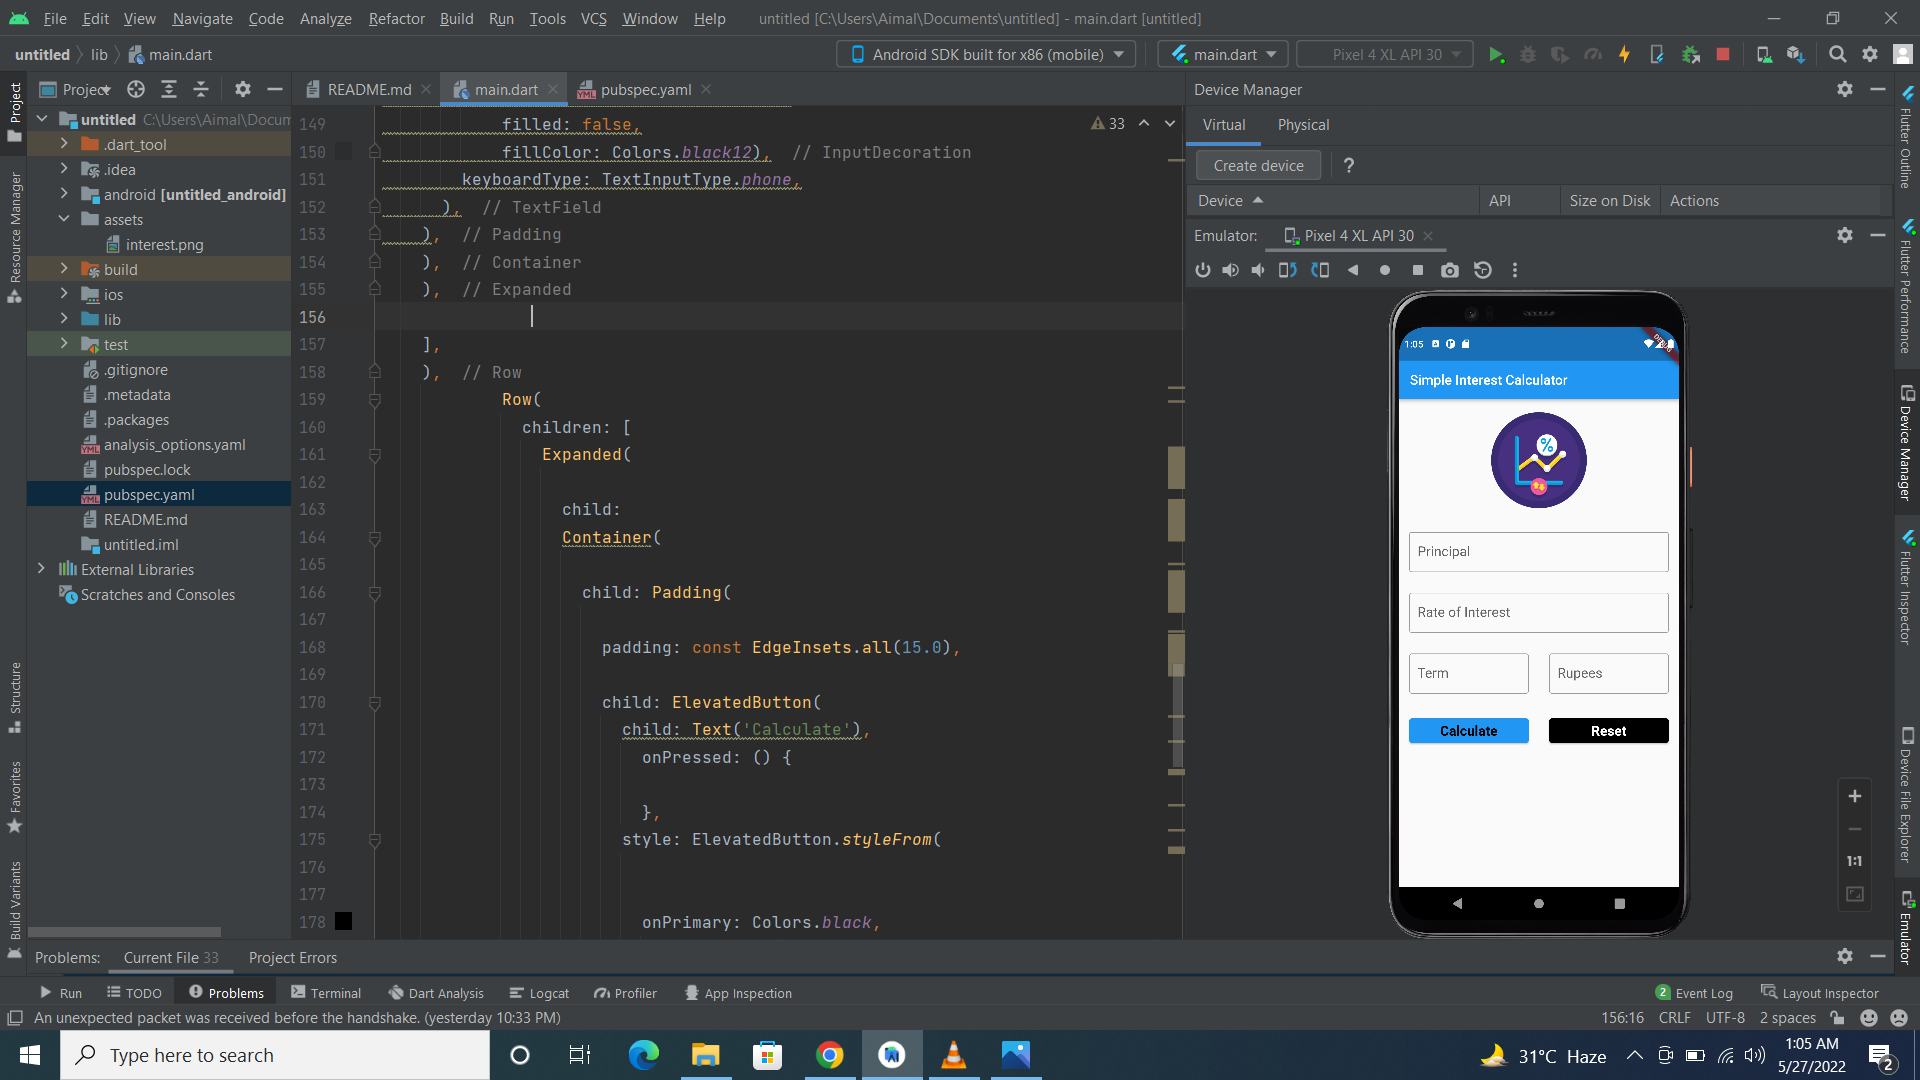 File Edit View Navigate Code Analyze Refactor Build Run Tools VCS Window Help untitled [C:\Users\Aimal\Documents\untitled] - main.dart [untitled]
untitled lib main.dart
Android SDK built for x86 (mobile) main.dart Pixel 4 XL API 30
Project
README.md main.dart pubspec.yaml
Device Manager
Project
Resource Manager
Structure
Favorites
Build Variants
untitled C:\Users\Aimal\Docum
.dart_tool
.idea
android [untitled_android]
assets
interest.png
build
ios
lib
test
.gitignore
.metadata
.packages
analysis_options.yaml
pubspec.lock
pubspec.yaml
README.md
untitled.iml
External Libraries
Scratches and Consoles
33
149 filled: false,
150 fillColor: Colors.black12), // InputDecoration
151 keyboardType: TextInputType.phone,
152 ), // TextField
153 ), // Padding
154 ), // Container
155 ), // Expanded
156
157 ],
158 ), // Row
159 Row(
160 children: [
161 Expanded(
162
163 child:
164 Container(
165
166 child: Padding(
167
168 padding: const EdgeInsets.all(15.0),
169
170 child: ElevatedButton(
171 child: Text('Calculate'),
172 onPressed: () {
173
174 },
175 style: ElevatedButton.styleFrom(
176
177
178 onPrimary: Colors.black,
Virtual Physical
Create device ?
Device API Size on Disk Actions
Emulator: Pixel 4 XL API 30
1:05
Simple Interest Calculator
%
Principal
Rate of Interest
Term Rupees
Calculate Reset
1:1
Flutter Outline
Flutter Performance
Device Manager
Flutter Inspector
Device File Explorer
Emulator
Problems: Current File 33 Project Errors
Run TODO Problems Terminal Dart Analysis Logcat Profiler App Inspection 2 Event Log Layout Inspector
An unexpected packet was received before the handshake. (yesterday 10:33 PM) 156:16 CRLF UTF-8 2 spaces
Type here to search
31°C Haze
1:05 AM
5/27/2022
2